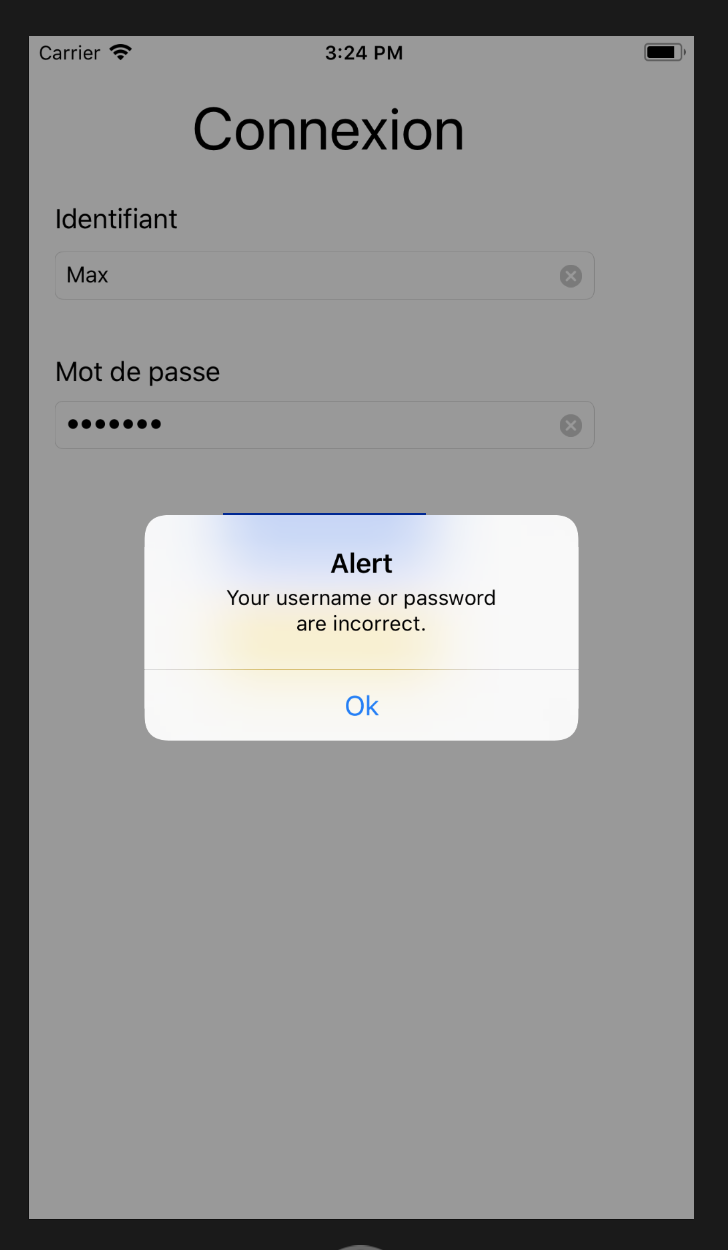 Carrier 3:24 PM
Connexion
Identifiant
Max
Mot de passe
•••••••
Alert
Your username or password
are incorrect.
Ok